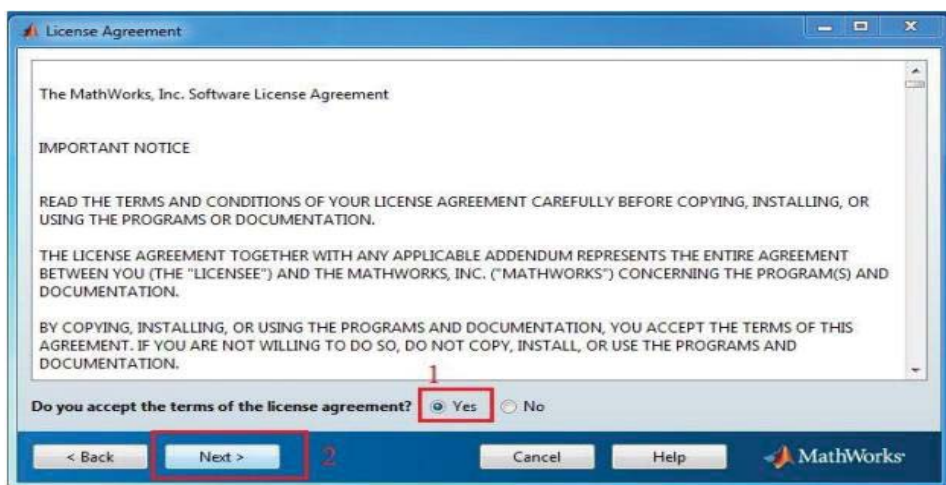 License Agreement
The MathWorks, Inc. Software License Agreement
IMPORTANT NOTICE
READ THE TERMS AND CONDITIONS OF YOUR LICENSE AGREEMENT CAREFULLY BEFORE COPYING, INSTALLING, OR
USING THE PROGRAMS OR DOCUMENTATION.
THE LICENSE AGREEMENT TOGETHER WITH ANY APPLICABLE ADDENDUM REPRESENTS THE ENTIRE AGREEMENT
BETWEEN YOU (THE "LICENSEE") AND THE MATHWORKS, INC. ("MATHWORKS") CONCERNING THE PROGRAM(S) AND
DOCUMENTATION.
BY COPYING, INSTALLING, OR USING THE PROGRAMS AND DOCUMENTATION, YOU ACCEPT THE TERMS OF THIS
AGREEMENT. IF YOU ARE NOT WILLING TO DO SO, DO NOT COPY, INSTALL, OR USE THE PROGRAMS AND
DOCUMENTATION.
1
Do you accept the terms of the license agreement? Yes No
< Back Next > 2 Cancel Help MathWorks